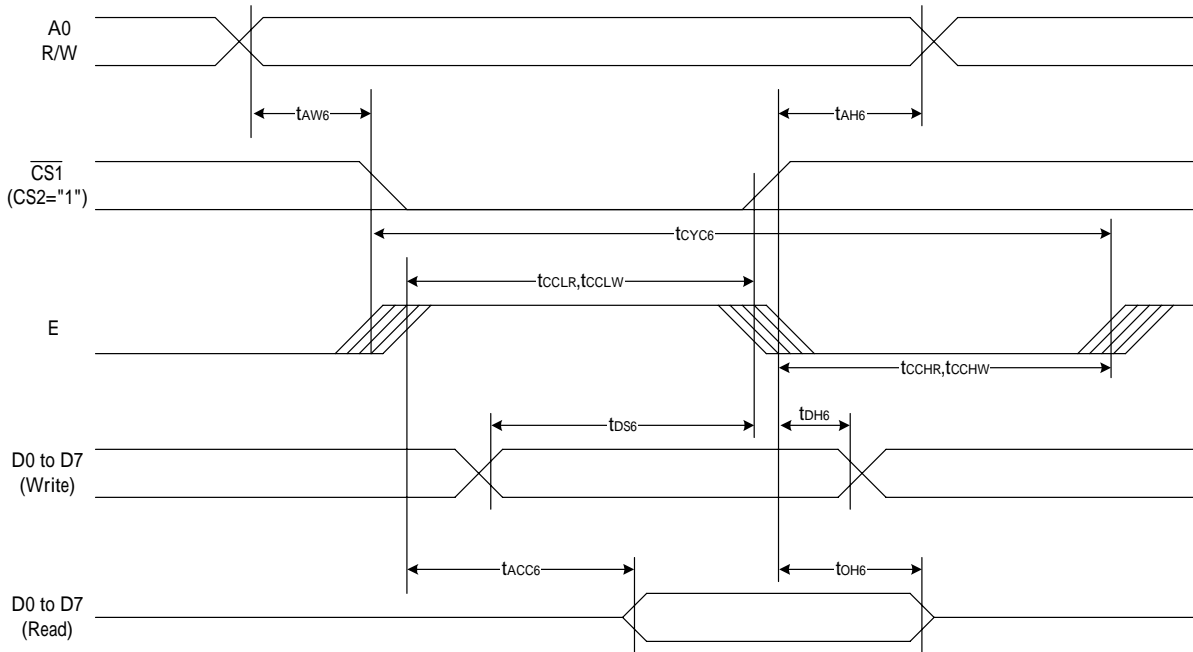 A0
R/W
tAW6
tAH6
CS1
(CS2="1")
tCYC6
tCCLR,tCCLW
E
tCCHR,tCCHW
tDS6
tDH6
D0 to D7
(Write)
tACC6
tOH6
D0 to D7
(Read)